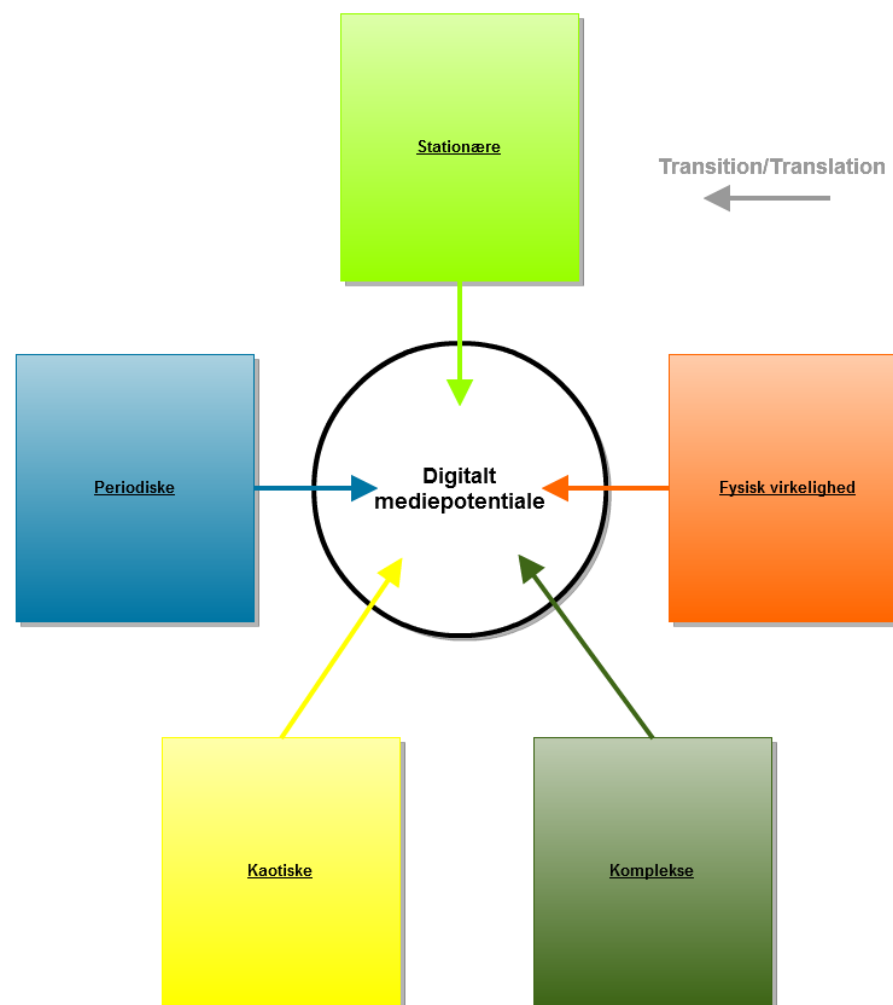 Stationære
Transition/Translation
Periodiske
Digitalt
mediepotentiale
Fysisk virkelighed
Kaotiske
Komplekse